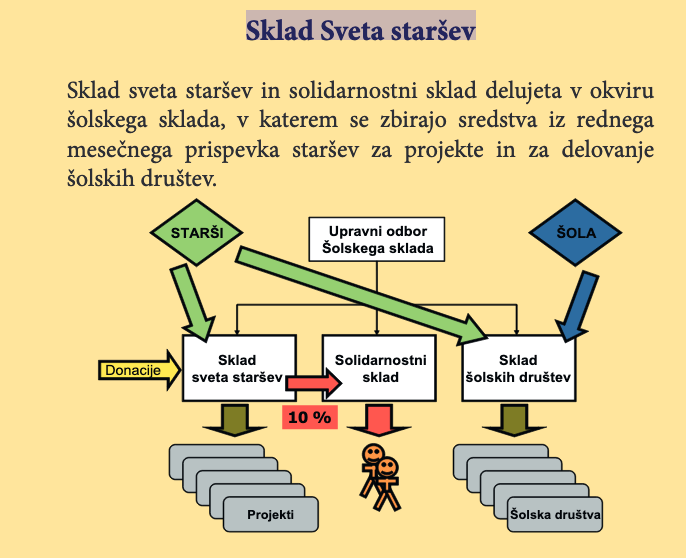 Sklad Sveta staršev
Sklad sveta staršev in solidarnostni sklad delujeta v okviru
šolskega sklada, v katerem se zbirajo sredstva iz rednega
mesečnega prispevka staršev za projekte in za delovanje
šolskih društev.
STARŠI
Upravni odbor
Šolskega sklada
ŠOLA
Donacije
Sklad
sveta staršev
Solidarnostni
sklad
Sklad
šolskih društev
10 %
Projekti
Šolska društva